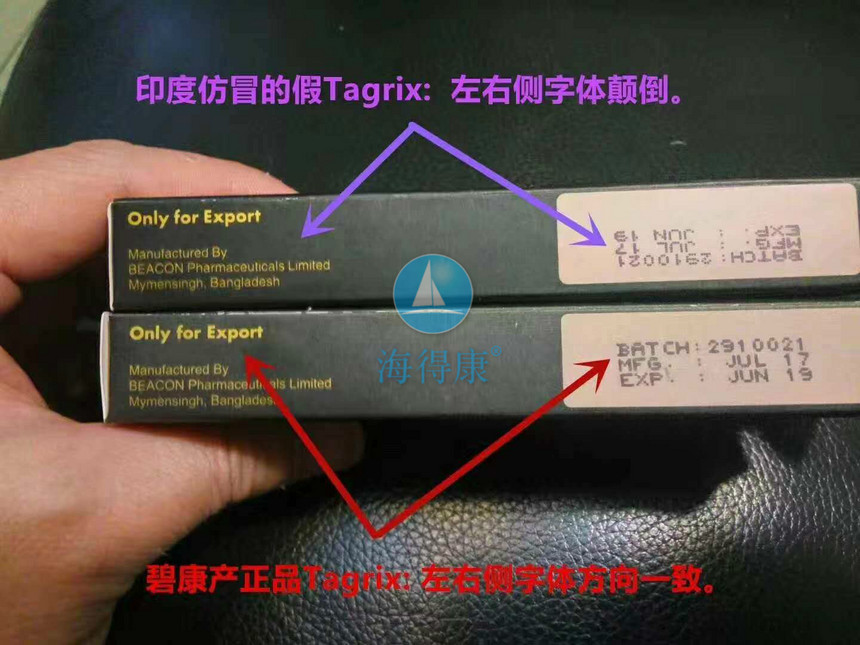 印度仿冒的假Tagrix: 左右侧字体颠倒。
Only for Export
Manufactured By
BEACON Pharmaceuticals Limited
Mymensingh, Bangladesh
BATCH:2910021
MFG. : JUL 17
EXP. : JUN 19
海得康®
Only for Export
Manufactured By
BEACON Pharmaceuticals Limited
Mymensingh, Bangladesh
BATCH:2910021
MFG. : JUL 17
EXP. : JUN 19
碧康产正品Tagrix: 左右侧字体方向一致。